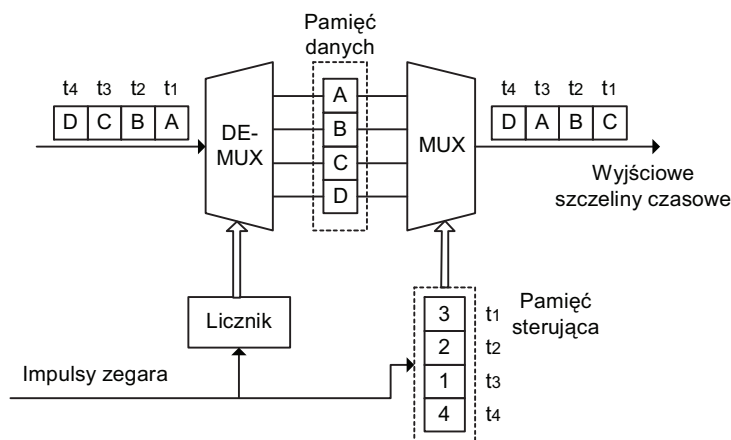 Pamięć
danych
t4 t3 t2 t1
D C B A
DE-
MUX
A
B
C
D
MUX
t4 t3 t2 t1
D A B C
Wyjściowe
szczeliny czasowe
Licznik
Impulsy zegara
3 t1
2 t2
1 t3
4 t4
Pamięć
sterująca